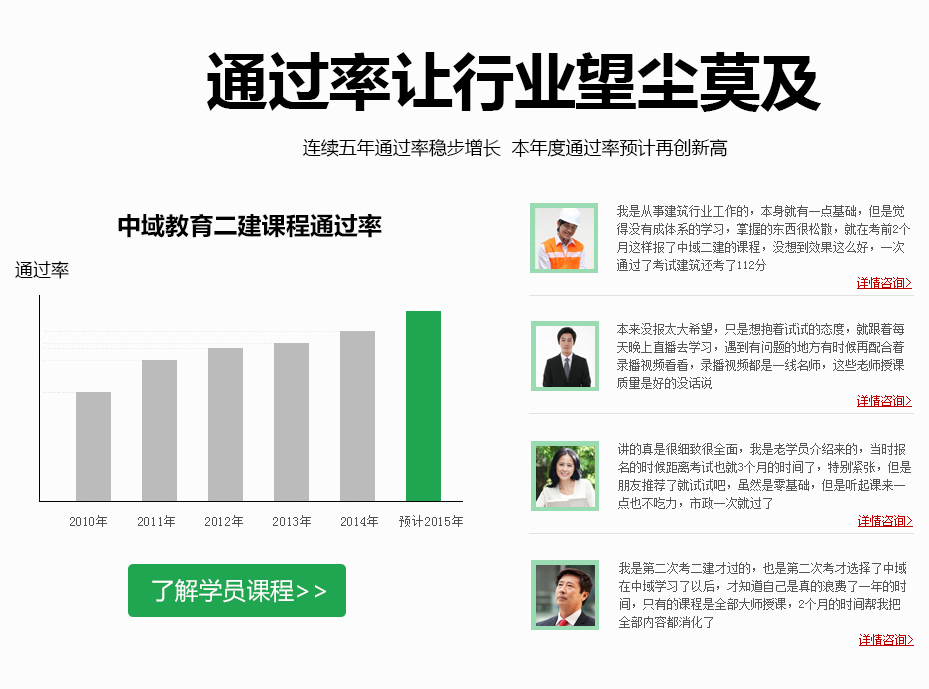 通过率让行业望尘莫及
连续五年通过率稳步增长 本年度通过率预计再创新高
中域教育二建课程通过率
通过率
2010年 2011年 2012年 2013年 2014年 预计2015年
了解学员课程>>
我是从事建筑行业工作的，本身就有一点基础，但是觉
得没有成体系的学习，掌握的东西很松散，就在考前2个
月这样报了中域二建的课程，没想到效果这么好，一次
通过了考试建筑还考了112分
详情咨询>
本来没报太大希望，只是想抱着试试的态度，就跟着每
天晚上直播去学习，遇到有问题的地方有时候再配合着
录播视频看看，录播视频都是一线名师，这些老师授课
质量是好的没话说
详情咨询>
讲的真是很细致很全面，我是老学员介绍来的，当时报
名的时候距离考试也就3个月的时间了，特别紧张，但是
朋友推荐了就试试吧，虽然是零基础，但是听起课来一
点也不吃力，市政一次就过了
详情咨询>
我是第二次考二建才过的，也是第二次考才选择了中域
在中域学习了以后，才知道自己是真的浪费了一年的时
间，只有的课程是全部大师授课，2个月的时间帮我把
全部内容都消化了
详情咨询>